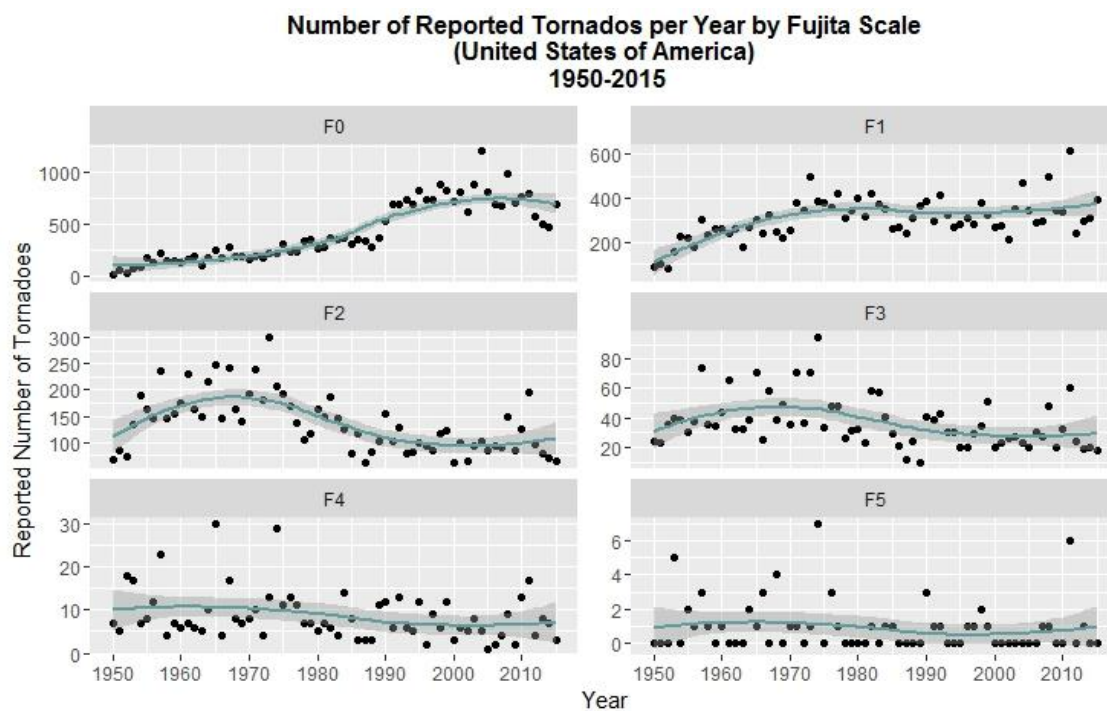 Number of Reported Tornados per Year by Fujita Scale
(United States of America)
1950-2015
Reported Number of Tornadoes
F0
1000
500
0
F1
600
400
200
F2
300
250
200
150
100
F3
80
60
40
20
F4
30
20
10
0
F5
6
4
2
0
1950 1960 1970 1980 1990 2000 2010
1950 1960 1970 1980 1990 2000 2010
Year